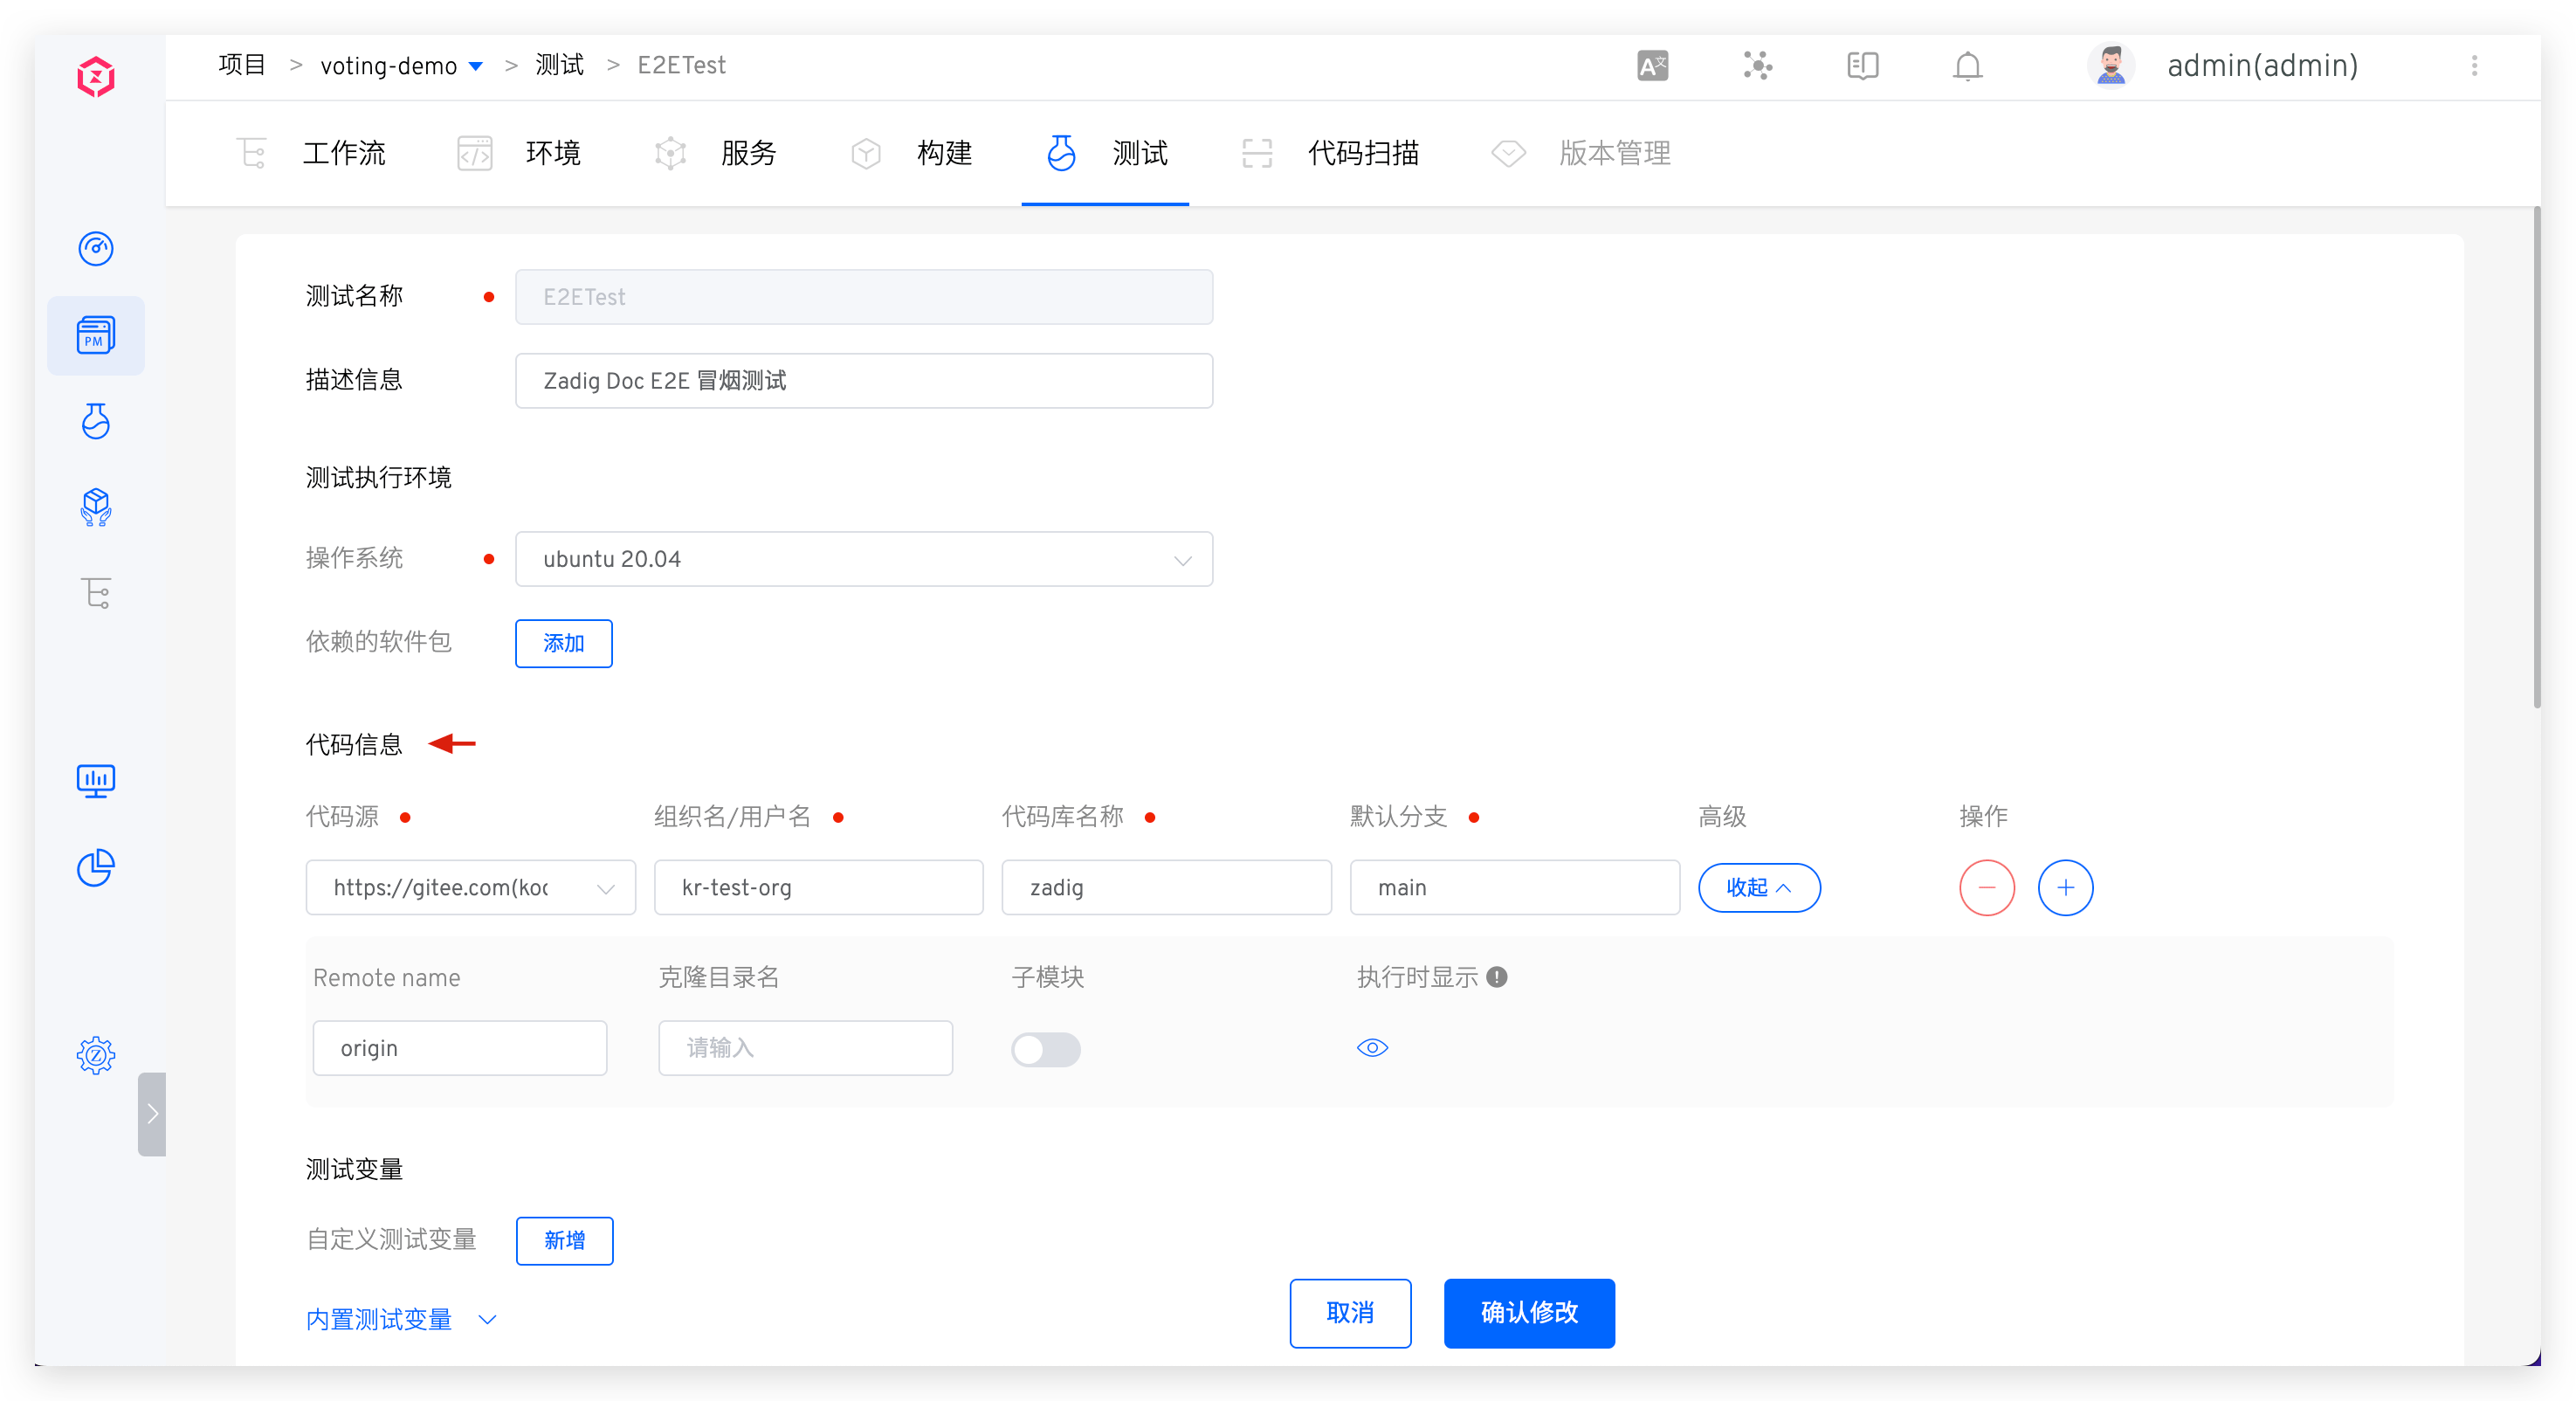 项目 > voting-demo > 测试 > E2ETest
admin(admin)
工作流 环境 服务 构建 测试 代码扫描 版本管理
PM
测试名称 E2ETest
描述信息 Zadig Doc E2E 冒烟测试
测试执行环境
操作系统 ubuntu 20.04
依赖的软件包 添加
代码信息
代码源 组织名/用户名 代码库名称 默认分支 高级 操作
https://gitee.com(koc kr-test-org zadig main 收起
Remote name 克隆目录名 子模块 执行时显示
origin 请输入
测试变量
自定义测试变量 新增
内置测试变量
取消 确认修改